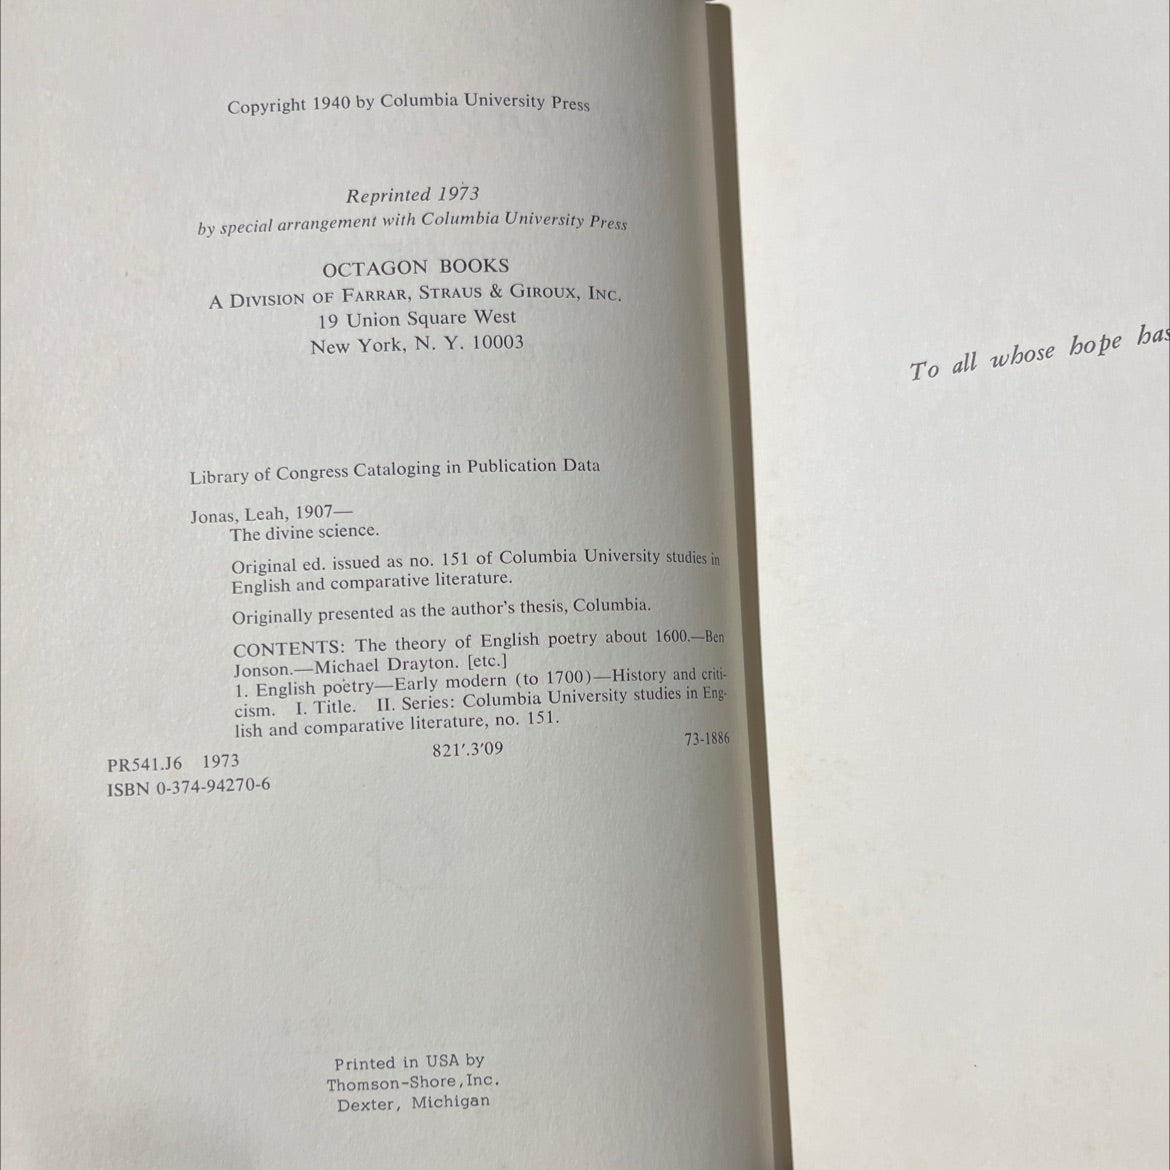 Copyright 1940 by Columbia University Press
Reprinted 1973
by special arrangement with Columbia University Press
OCTAGON BOOKS
A DIVISION OF FARRAR, STRAUS & GIROUX, INC.
19 Union Square West
New York, N. Y. 10003
Library of Congress Cataloging in Publication Data
Jonas, Leah, 1907—
The divine science.
Original ed. issued as no. 151 of Columbia University studies in
English and comparative literature.
Originally presented as the author's thesis, Columbia.
CONTENTS: The theory of English poetry about 1600.—Ben
Jonson.—Michael Drayton. [etc.]
1. English poetry—Early modern (to 1700)—History and criti-
cism. I. Title. II. Series: Columbia University studies in Eng-
lish and comparative literature, no. 151.
PR541.J6 1973 821'.3'09 73-1886
ISBN 0-374-94270-6
Printed in USA by
Thomson-Shore, Inc.
Dexter, Michigan
To all whose hope has